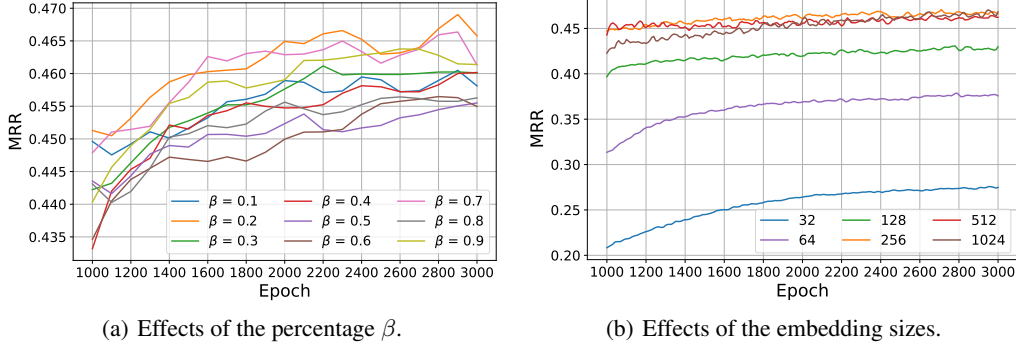 0.470
0.465
0.460
0.455
0.450
0.445
0.440
0.435
MRR
β = 0.1
β = 0.2
β = 0.3
β = 0.4
β = 0.5
β = 0.6
β = 0.7
β = 0.8
β = 0.9
1000 1200 1400 1600 1800 2000 2200 2400 2600 2800 3000
Epoch
(a) Effects of the percentage β.
0.45
0.40
0.35
0.30
0.25
0.20
MRR
32
64
128
256
512
1024
1000 1200 1400 1600 1800 2000 2200 2400 2600 2800 3000
Epoch
(b) Effects of the embedding sizes.